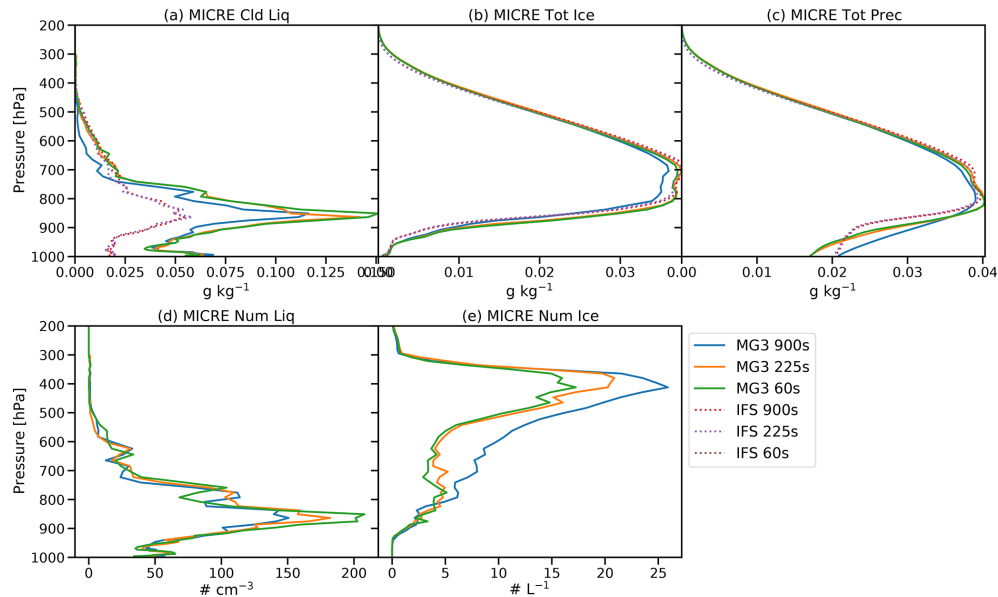 (a) MICRE Cld Liq
(b) MICRE Tot Ice
(c) MICRE Tot Prec
Pressure [hPa]
200
300
400
500
600
700
800
900
1000
0.000 0.025 0.050 0.075 0.100 0.125 0.150
0.00 0.01 0.02 0.03
0.00 0.01 0.02 0.03 0.04
g kg⁻¹
g kg⁻¹
g kg⁻¹
(d) MICRE Num Liq
(e) MICRE Num Ice
Pressure [hPa]
200
300
400
500
600
700
800
900
1000
0 50 100 150 200
0 5 10 15 20 25
# cm⁻³
# L⁻¹
MG3 900s
MG3 225s
MG3 60s
IFS 900s
IFS 225s
IFS 60s